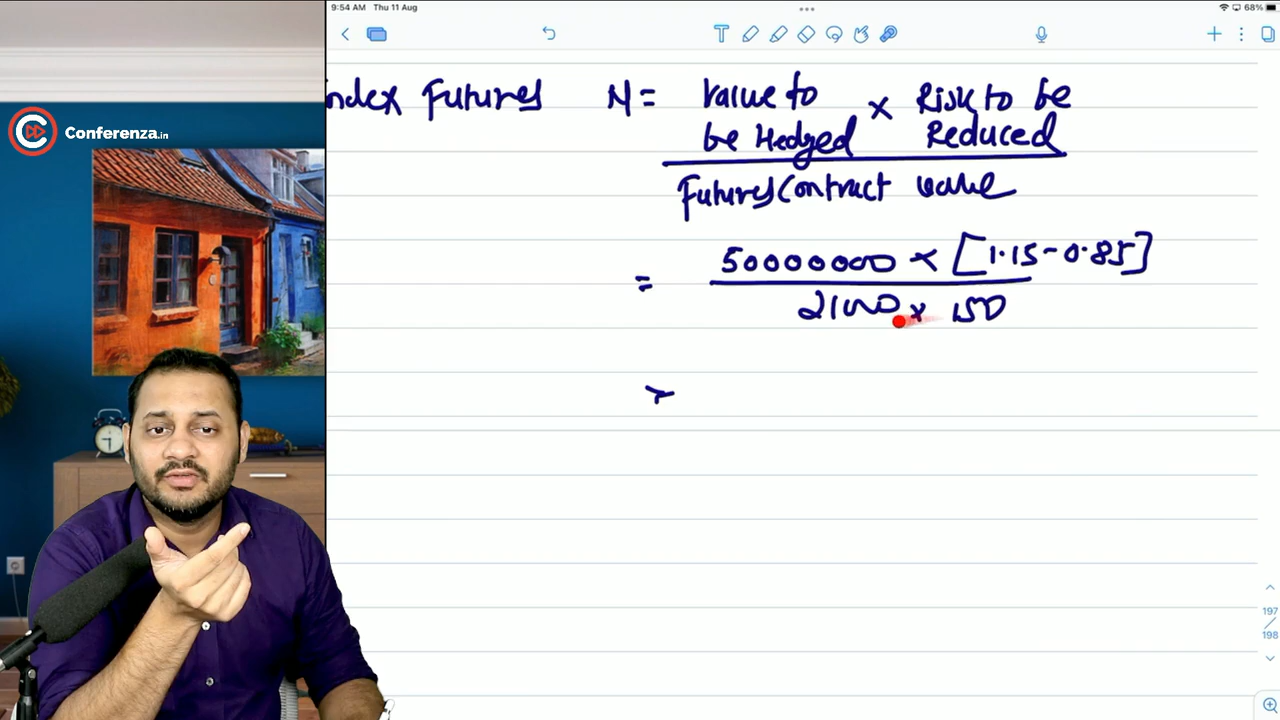 9:54 AM Thu 11 Aug
68%
Conferenza.in
Index Futures N = Value to be Hedged × Risk to be Reduced
Futures Contract Value
= 50000000 × [1.15-0.85]
× 150
197
198